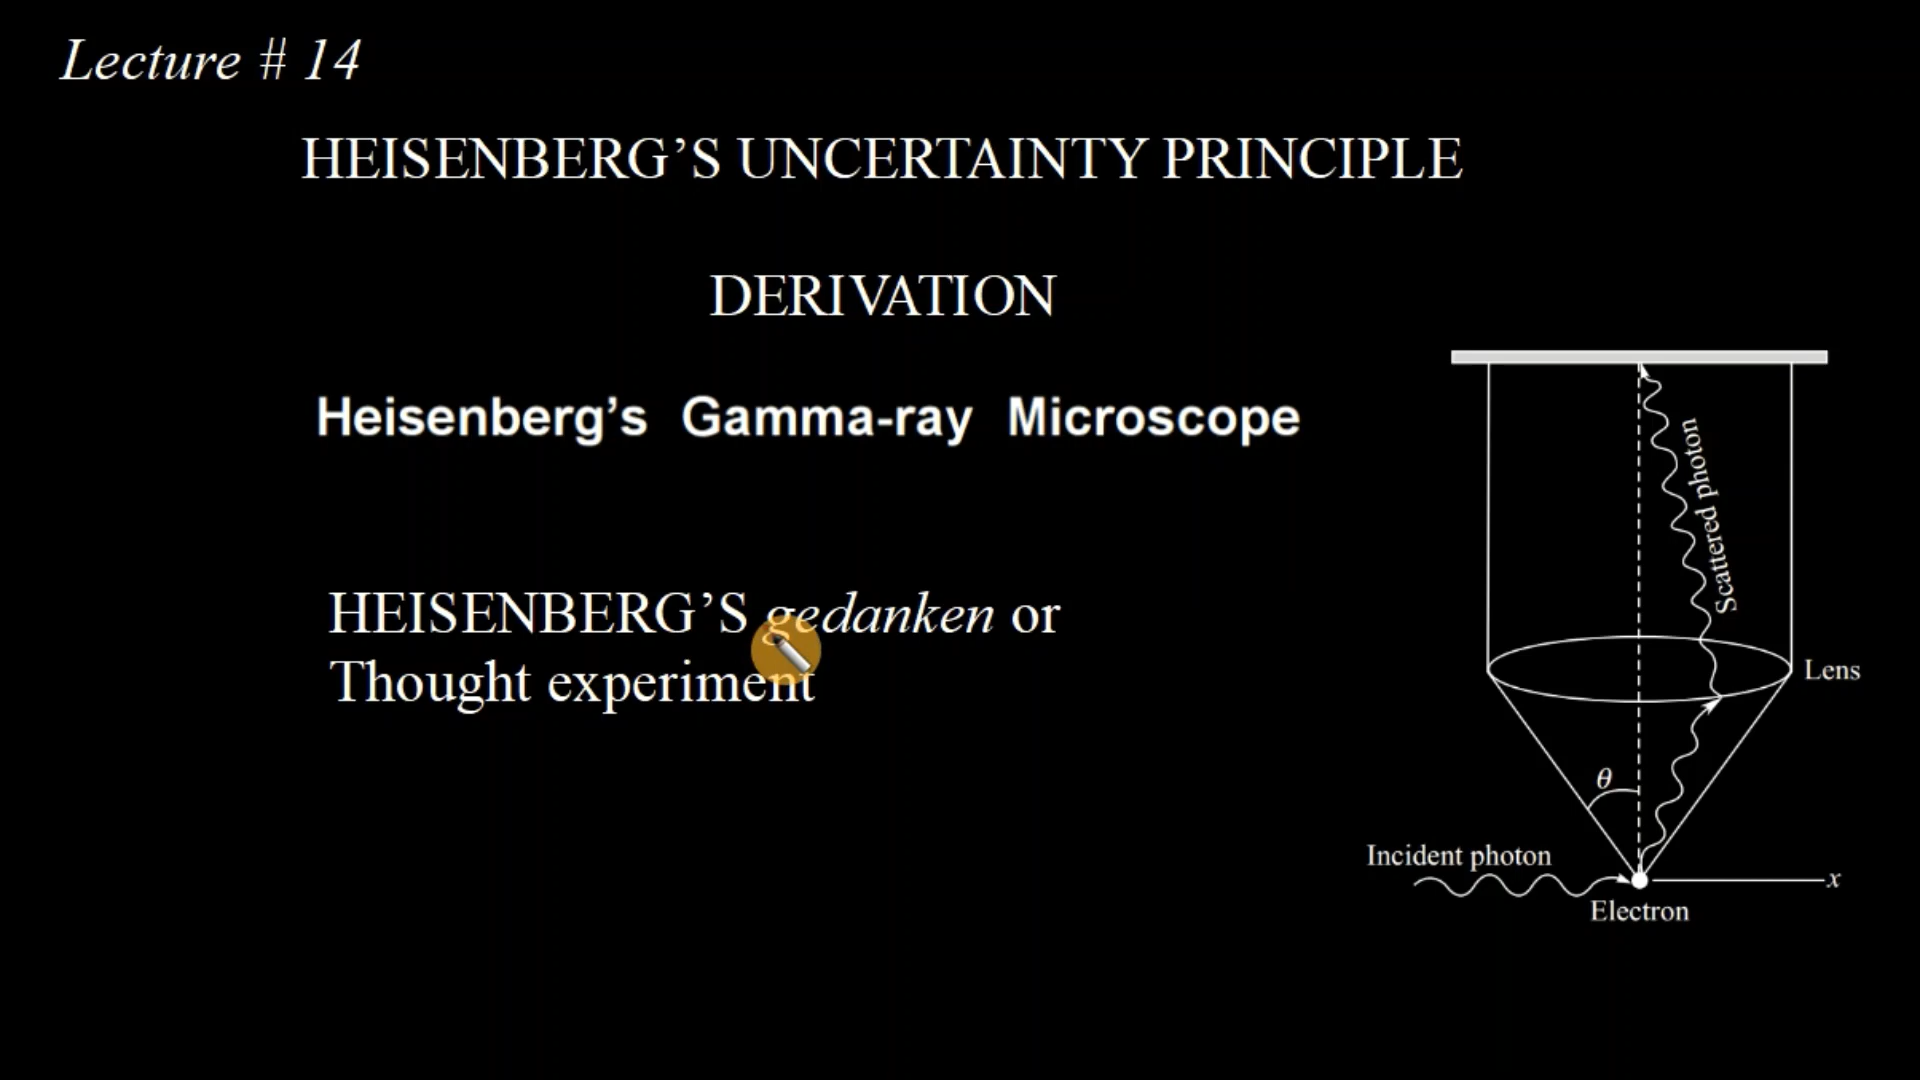 Lecture # 14
HEISENBERG’S UNCERTAINTY PRINCIPLE
DERIVATION
Heisenberg’s Gamma-ray Microscope
HEISENBERG’S gedanken or
Thought experiment
Scattered photon
Lens
θ
Incident photon
x
Electron